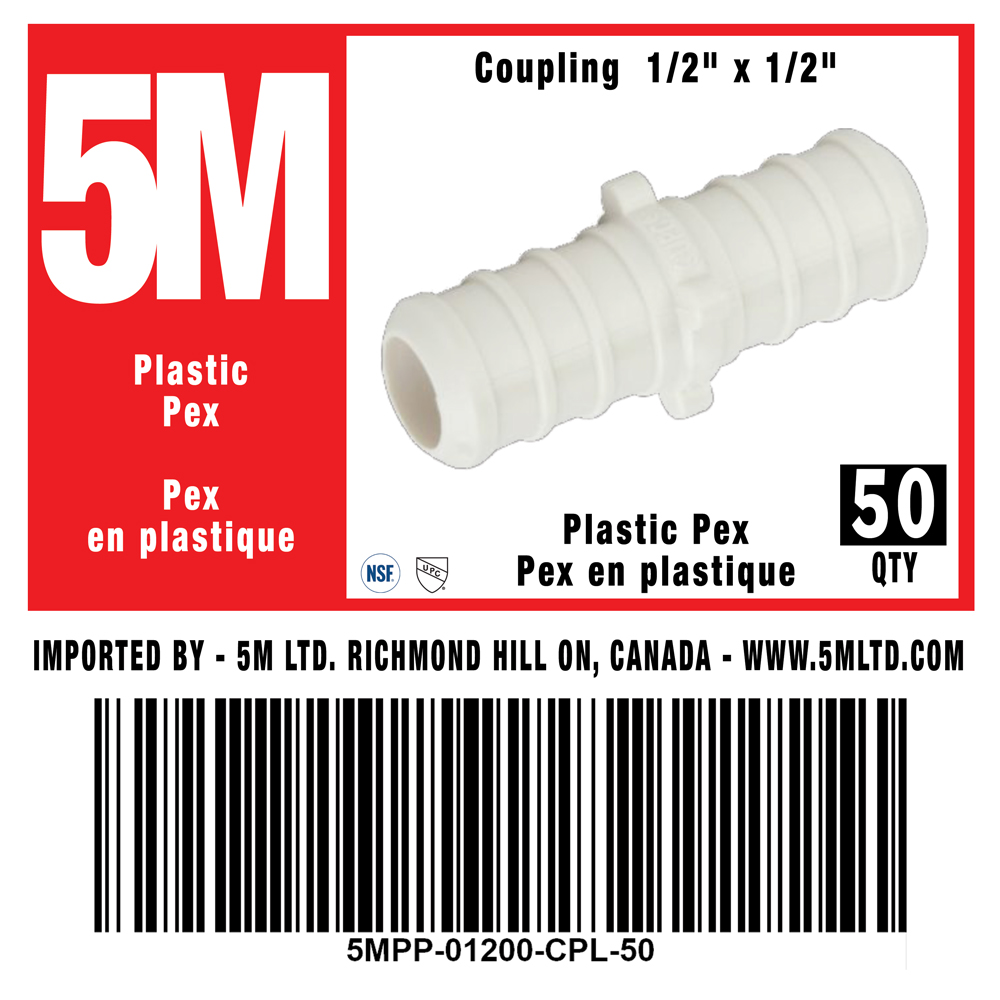 5M
Plastic
Pex
Pex
en plastique
Coupling 1/2" x 1/2"
50
QTY
Plastic Pex
Pex en plastique
NSF.
UPC
IMPORTED BY - 5M LTD. RICHMOND HILL ON, CANADA - WWW.5MLTD.COM
5MPP-01200-CPL-50